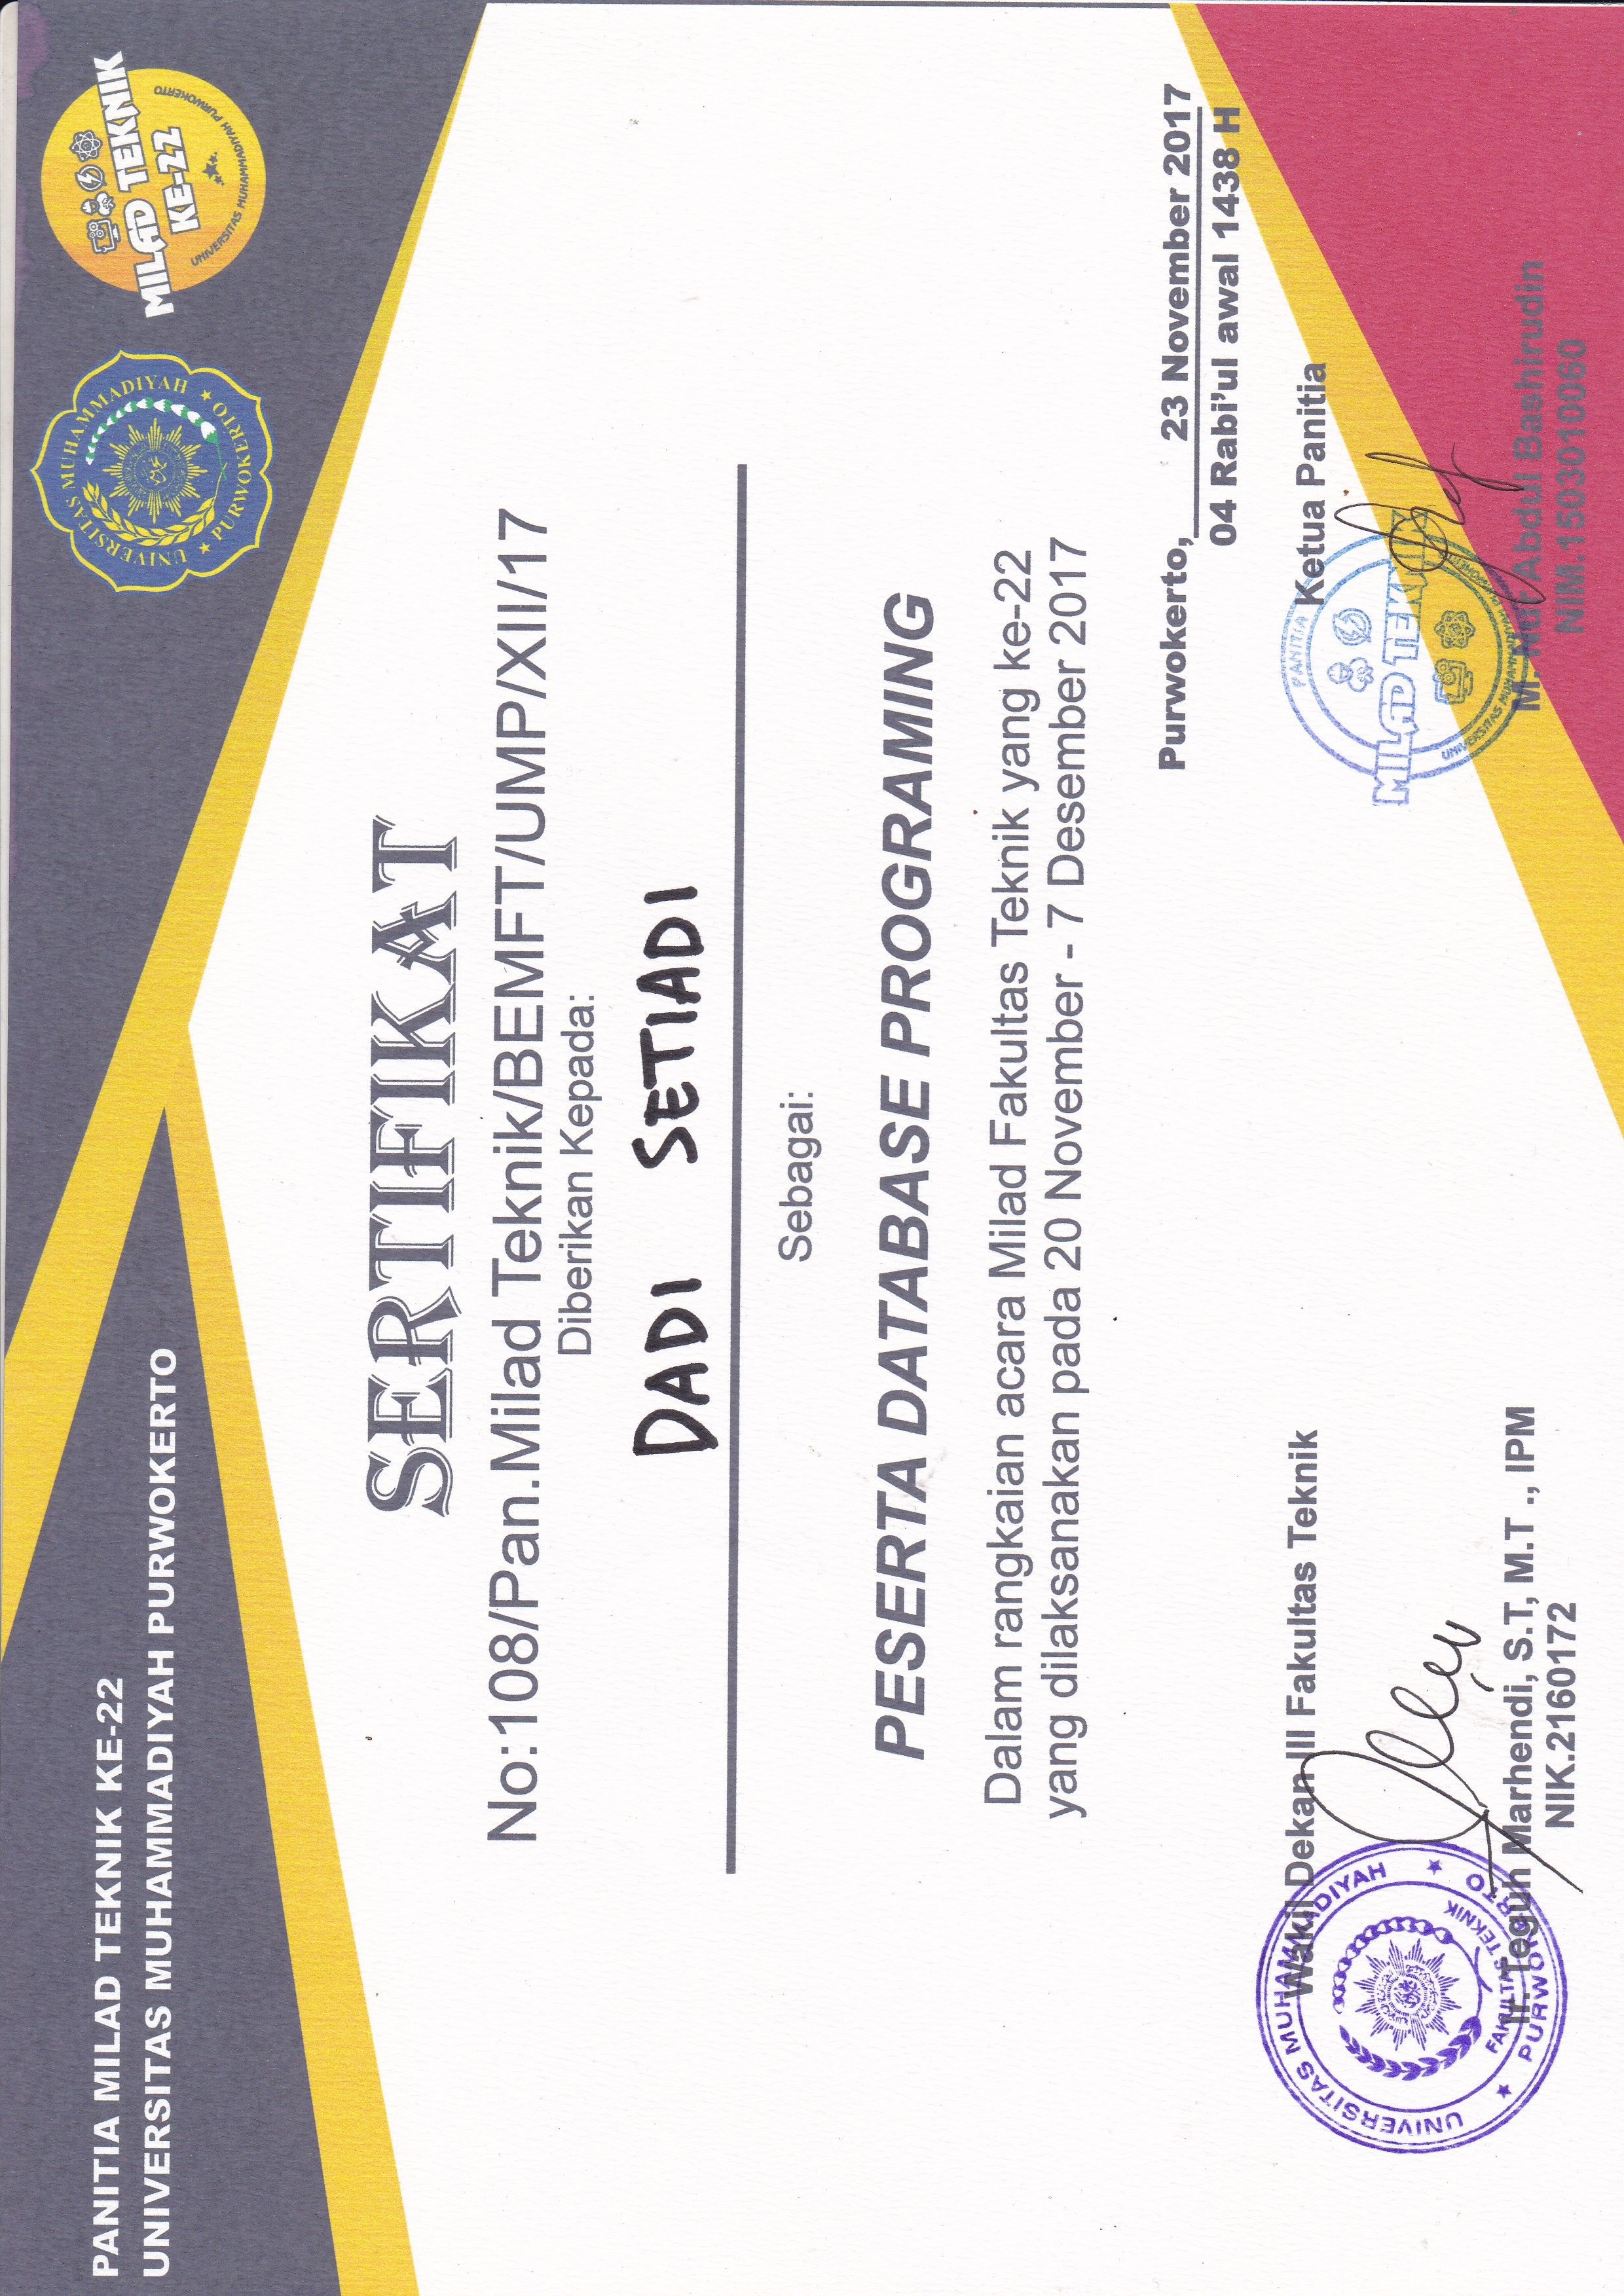 PANITIA MILAD TEKNIK KE-22
UNIVERSITAS MUHAMMADIYAH PURWOKERTO
UNIVERSITAS MUHAMMADIYAH
PURWOKERTO
MILAD TEKNIK
KE-22
UNIVERSITAS MUHAMMADIYAH PURWOKERTO
SERTIFIKAT
No:108/Pan.Milad Teknik/BEMFT/UMP/XII/17
Diberikan Kepada:
DADI SETIADI
Sebagai:
PESERTA DATABASE PROGRAMING
Dalam rangkaian acara Milad Fakultas Teknik yang ke-22
yang dilaksanakan pada 20 November - 7 Desember 2017
Purwokerto, 23 November 2017
04 Rabi'ul awal 1438 H
Wakil Dekan III Fakultas Teknik
UNIVERSITAS MUHAMMADIYAH
FAKULTAS TEKNIK
PURWOKERTO
Ir. Teguh Marhendi, S.T, M.T ., IPM
NIK.2160172
Ketua Panitia
PANITIA
MILAD TEKNIK
UNIVERSITAS MUHAMMADIYAH PURWOKERTO
M. Nur Abdul Bashirudin
NIM.1503010060